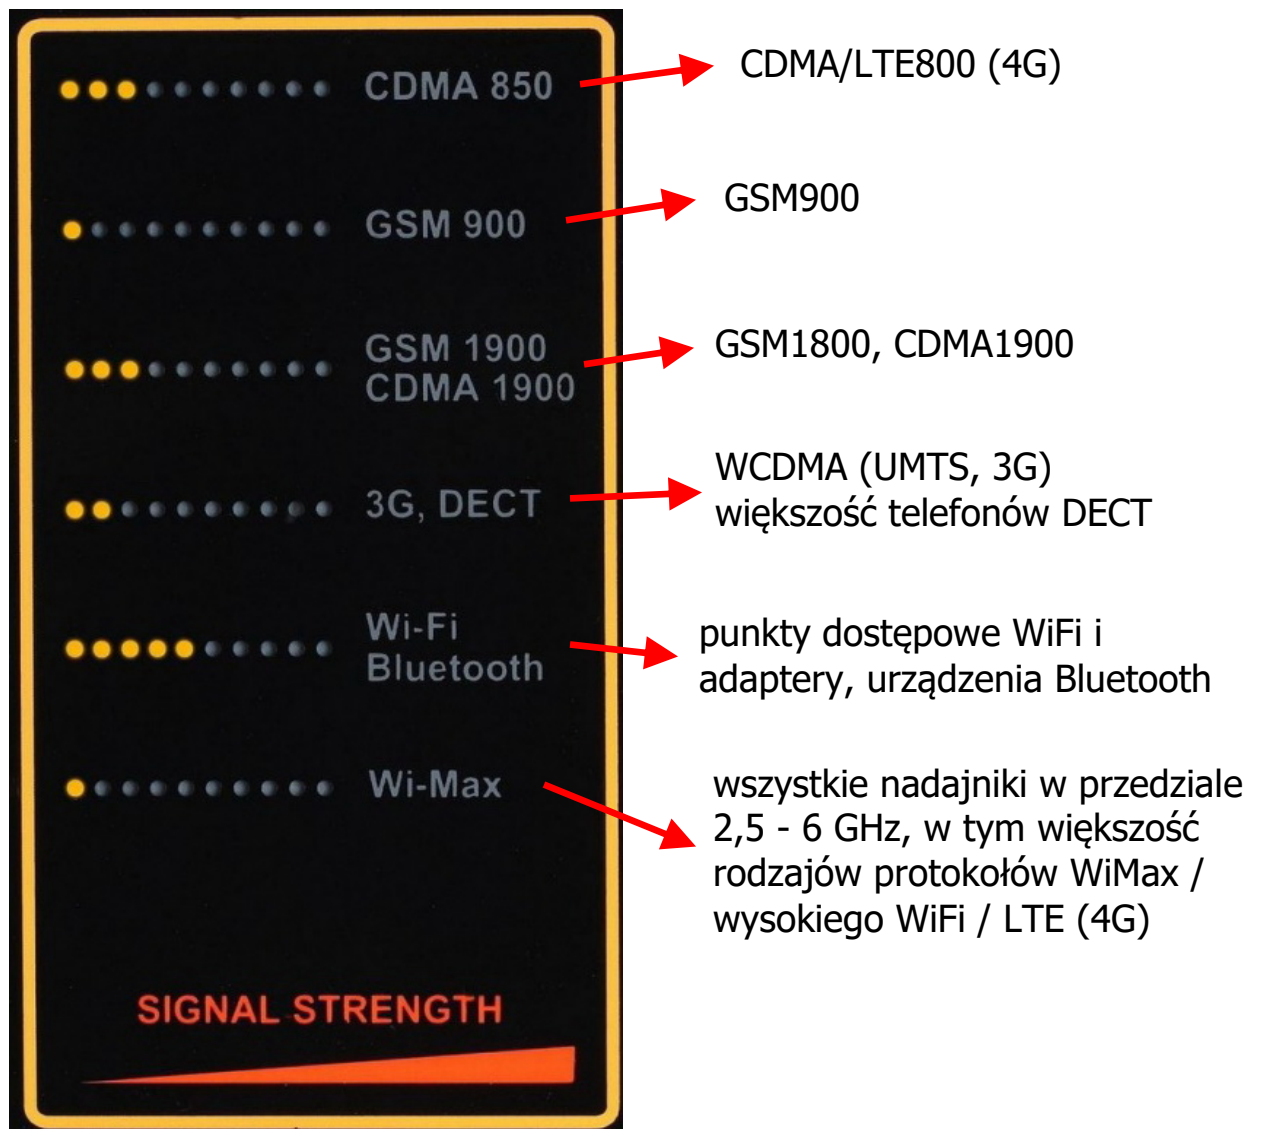 CDMA 850
CDMA/LTE800 (4G)
GSM 900
GSM900
GSM 1900
CDMA 1900
GSM1800, CDMA1900
3G, DECT
WCDMA (UMTS, 3G)
większość telefonów DECT
Wi-Fi
Bluetooth
punkty dostępowe WiFi i
adaptery, urządzenia Bluetooth
Wi-Max
wszystkie nadajniki w przedziale
2,5 - 6 GHz, w tym większość
rodzajów protokołów WiMax /
wysokiego WiFi / LTE (4G)
SIGNAL STRENGTH